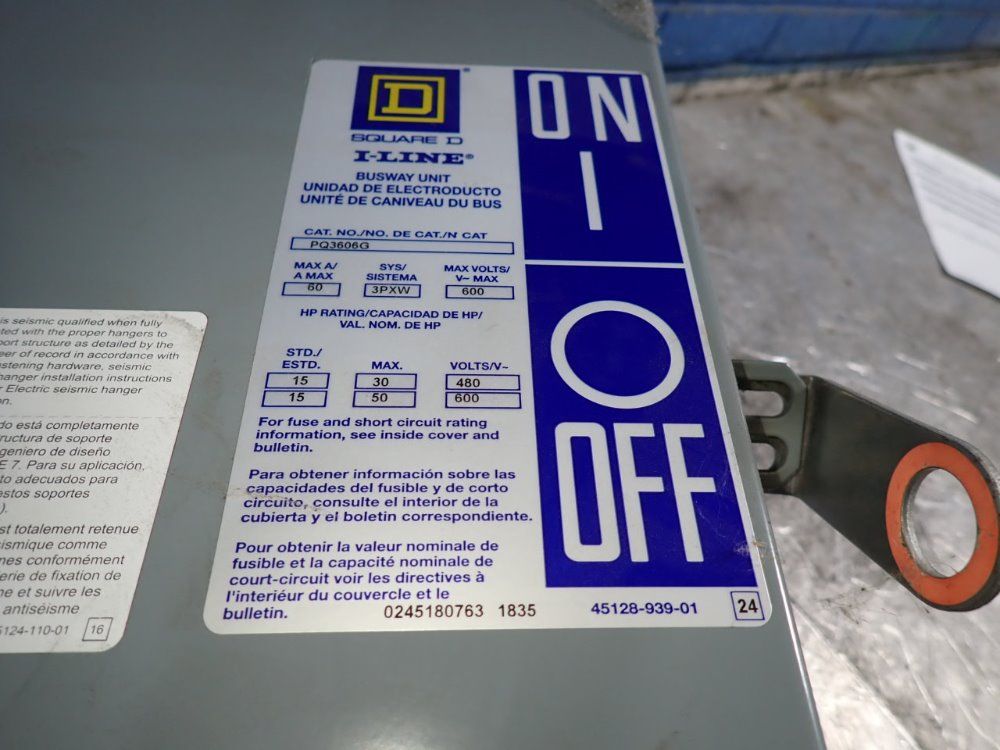 D
SQUARE D
I-LINE®
BUSWAY UNIT
UNIDAD DE ELECTRODUCTO
UNITÉ DE CANIVEAU DU BUS
CAT. NO./NO. DE CAT./N CAT
PQ3606G
MAX A/ SYS/ MAX VOLTS/
A MAX SISTEMA V~ MAX
60 3PXW 600
HP RATING/CAPACIDAD DE HP/
VAL. NOM. DE HP
STD./
ESTD. MAX. VOLTS/V~
15 30 480
15 50 600
For fuse and short circuit rating
information, see inside cover and
bulletin.
Para obtener información sobre las
capacidades del fusible y de corto
circuito, consulte el interior de la
cubierta y el boletin correspondiente.
Pour obtenir la valeur nominale de
fusible et la capacité nominale de
court-circuit voir les directives à
l'interiéur du couvercle et le
bulletin.
0245180763 1835
45128-939-01 24
ON
I
O
OFF
is seismic qualified when fully
ted with the proper hangers to
port structure as detailed by the
eer of record in accordance with
stening hardware, seismic
hanger installation instructions
r Electric seismic hanger
on.
do está completamente
ructura de soporte
geniero de diseño
E 7. Para su aplicación,
to adecuados para
estos soportes
).
st totalement retenue
ismique comme
nes conformément
erie de fixation de
ne et suivre les
antiséisme
5124-110-01 16